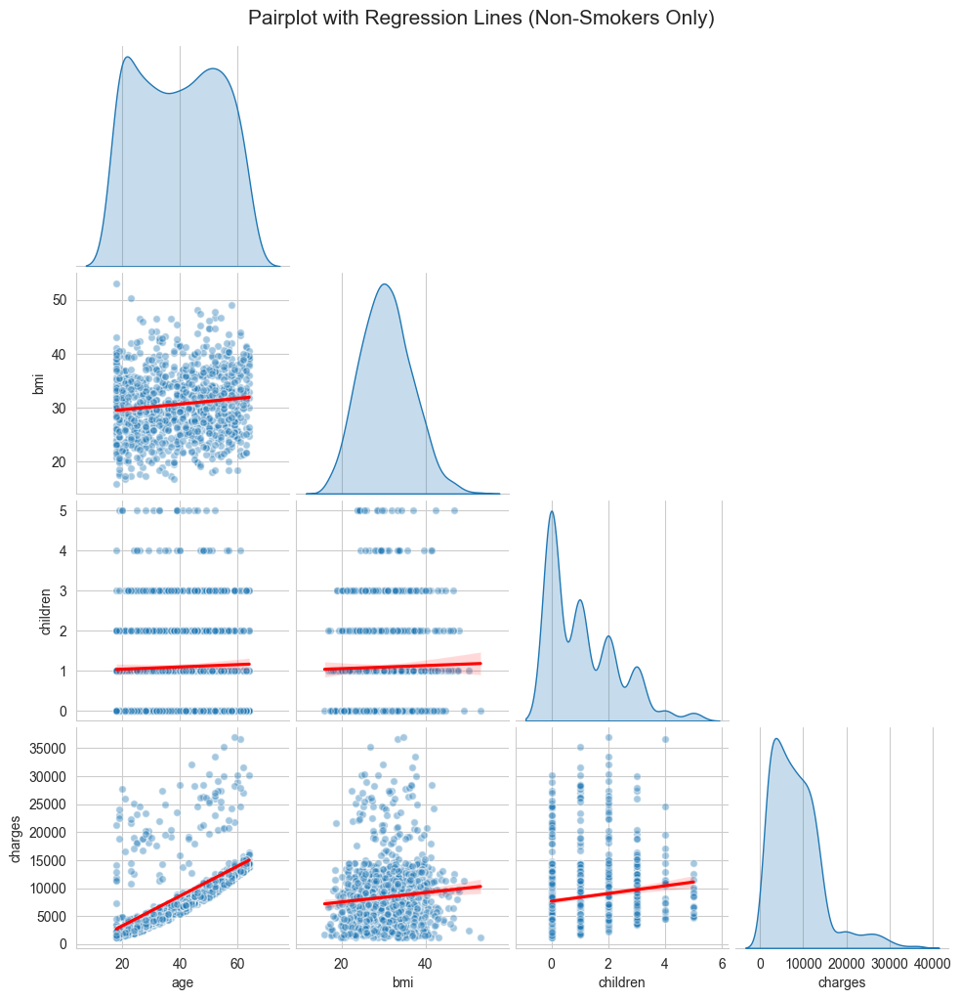 Pairplot with Regression Lines (Non-Smokers Only)
50
40
30
20
bmi
5
4
3
2
1
0
children
35000
30000
25000
20000
15000
10000
5000
0
charges
20 40 60
age
20 40
bmi
0 2 4 6
children
0 10000 20000 30000 40000
charges